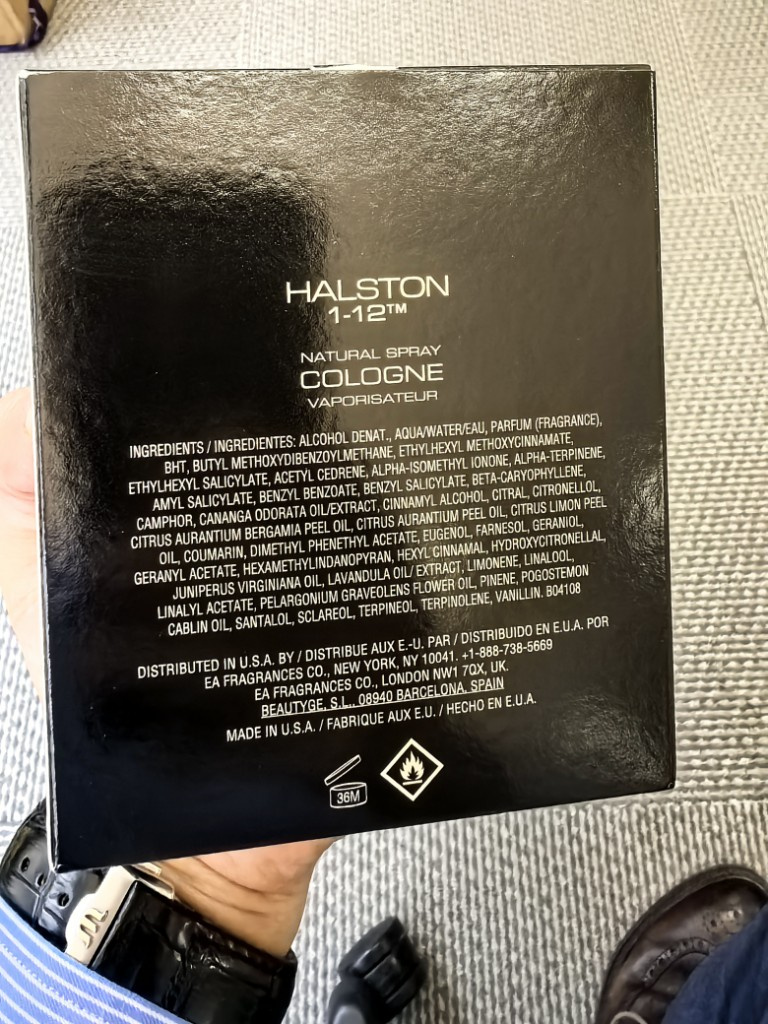 HALSTON
1-12™
NATURAL SPRAY
COLOGNE
VAPORISATEUR
INGREDIENTS / INGREDIENTES: ALCOHOL DENAT., AQUA/WATER/EAU, PARFUM (FRAGRANCE),
BHT, BUTYL METHOXYDIBENZOYLMETHANE, ETHYLHEXYL METHOXYCINNAMATE,
ETHYLHEXYL SALICYLATE, ACETYL CEDRENE, ALPHA-ISOMETHYL IONONE, ALPHA-TERPINENE,
AMYL SALICYLATE, BENZYL BENZOATE, BENZYL SALICYLATE, BETA-CARYOPHYLLENE,
CAMPHOR, CANANGA ODORATA OIL/EXTRACT, CINNAMYL ALCOHOL, CITRAL, CITRONELLOL,
CITRUS AURANTIUM BERGAMIA PEEL OIL, CITRUS AURANTIUM PEEL OIL, CITRUS LIMON PEEL
OIL, COUMARIN, DIMETHYL PHENETHYL ACETATE, EUGENOL, FARNESOL, GERANIOL,
GERANYL ACETATE, HEXAMETHYLINDANOPYRAN, HEXYL CINNAMAL, HYDROXYCITRONELLAL,
JUNIPERUS VIRGINIANA OIL, LAVANDULA OIL/ EXTRACT, LIMONENE, LINALOOL,
LINALYL ACETATE, PELARGONIUM GRAVEOLENS FLOWER OIL, PINENE, POGOSTEMON
CABLIN OIL, SANTALOL, SCLAREOL, TERPINEOL, TERPINOLENE, VANILLIN. B04108
DISTRIBUTED IN U.S.A. BY / DISTRIBUE AUX E.-U. PAR / DISTRIBUIDO EN E.U.A. POR
EA FRAGRANCES CO., NEW YORK, NY 10041. +1-888-738-5669
EA FRAGRANCES CO., LONDON NW1 7QX, UK.
BEAUTYGE, S.L., 08940 BARCELONA, SPAIN
MADE IN U.S.A. / FABRIQUE AUX E.U. / HECHO EN E.U.A.
36M